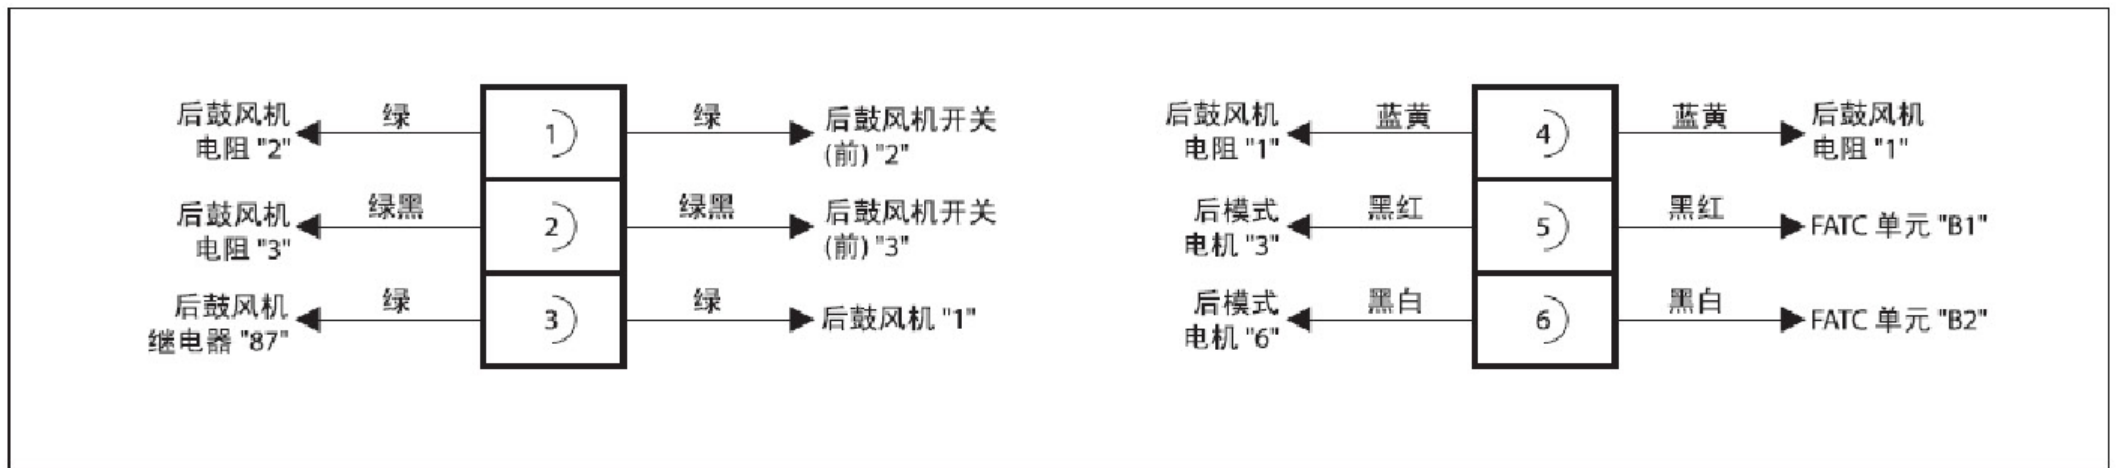 后鼓风机
电阻 "2"
绿
1
绿
后鼓风机开关
(前) "2"
后鼓风机
电阻 "3"
绿黑
2
绿黑
后鼓风机开关
(前) "3"
后鼓风机
继电器 "87"
绿
3
绿
后鼓风机 "1"
后鼓风机
电阻 "1"
蓝黄
4
蓝黄
后鼓风机
电阻 "1"
后模式
电机 "3"
黑红
5
黑红
FATC 单元 "B1"
后模式
电机 "6"
黑白
6
黑白
FATC 单元 "B2"